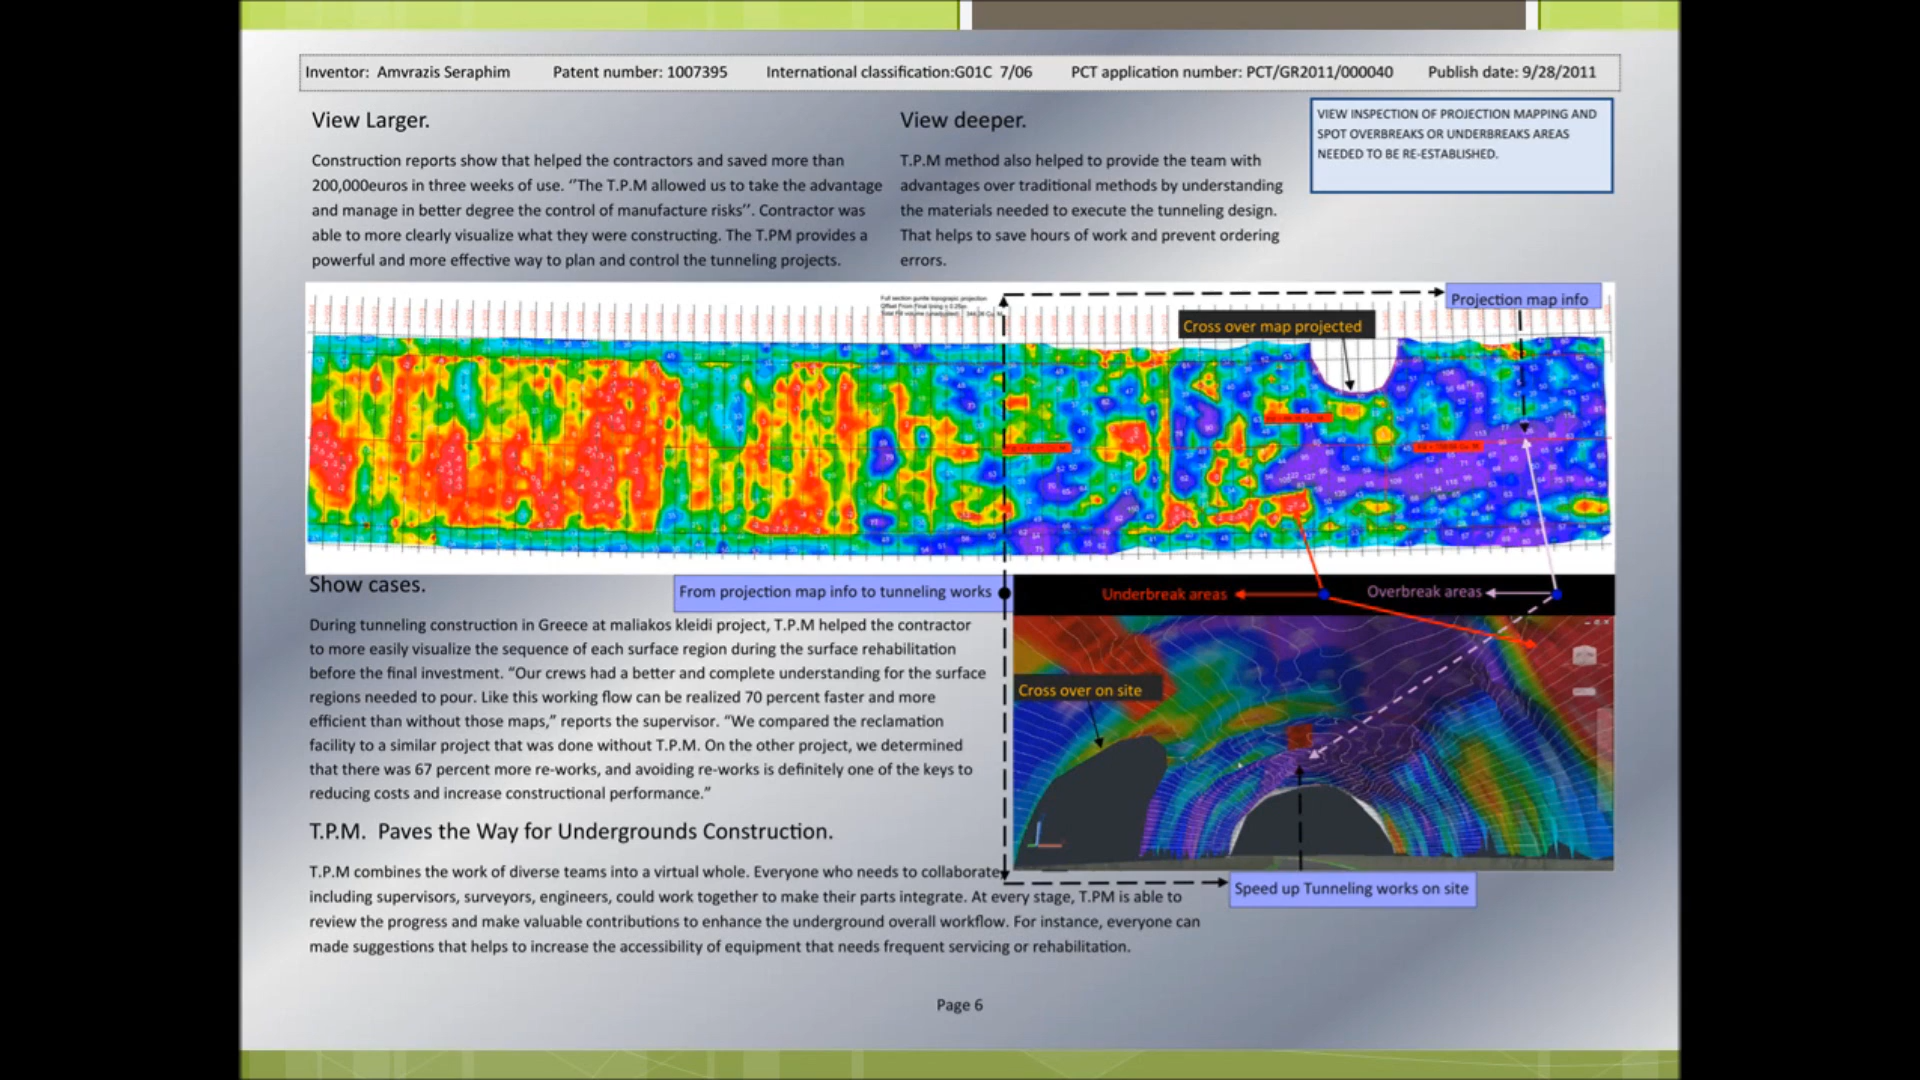 Inventor: Amvrazis Seraphim Patent number: 1007395 International classification:G01C 7/06 PCT application number: PCT/GR2011/000040 Publish date: 9/28/2011
View Larger.
Construction reports show that helped the contractors and saved more than
200,000euros in three weeks of use. ‘’The T.P.M allowed us to take the advantage
and manage in better degree the control of manufacture risks’’. Contractor was
able to more clearly visualize what they were constructing. The T.PM provides a
powerful and more effective way to plan and control the tunneling projects.
View deeper.
T.P.M method also helped to provide the team with
advantages over traditional methods by understanding
the materials needed to execute the tunneling design.
That helps to save hours of work and prevent ordering
errors.
VIEW INSPECTION OF PROJECTION MAPPING AND
SPOT OVERBREAKS OR UNDERBREAKS AREAS
NEEDED TO BE RE-ESTABLISHED.
Full section gunite topograpic projection
Offset From Final lining
Projection map info
Cross over map projected
Show cases.
From projection map info to tunneling works
Underbreak areas
Overbreak areas
During tunneling construction in Greece at maliakos kleidi project, T.P.M helped the contractor
to more easily visualize the sequence of each surface region during the surface rehabilitation
before the final investment. “Our crews had a better and complete understanding for the surface
regions needed to pour. Like this working flow can be realized 70 percent faster and more
efficient than without those maps,” reports the supervisor. “We compared the reclamation
facility to a similar project that was done without T.P.M. On the other project, we determined
that there was 67 percent more re-works, and avoiding re-works is definitely one of the keys to
reducing costs and increase constructional performance.”
Cross over on site
T.P.M. Paves the Way for Undergrounds Construction.
T.P.M combines the work of diverse teams into a virtual whole. Everyone who needs to collaborate,
including supervisors, surveyors, engineers, could work together to make their parts integrate. At every stage, T.PM is able to
review the progress and make valuable contributions to enhance the underground overall workflow. For instance, everyone can
made suggestions that helps to increase the accessibility of equipment that needs frequent servicing or rehabilitation.
Speed up Tunneling works on site
Page 6